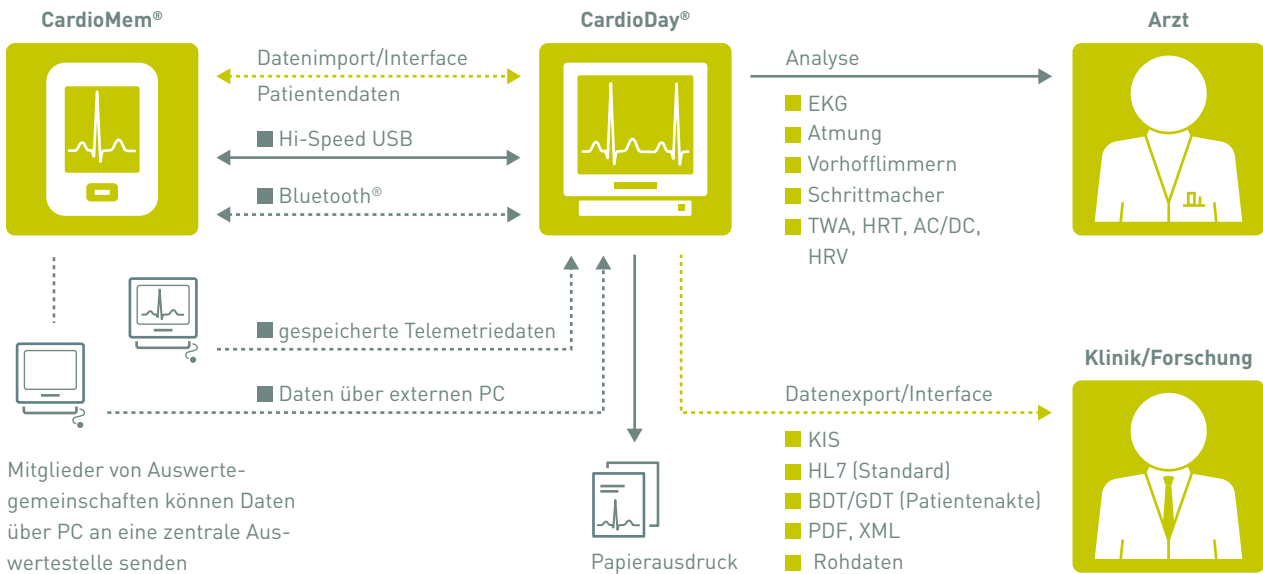 CardioMem®
CardioDay®
Arzt
Datenimport/Interface
Patientendaten
■ Hi-Speed USB
■ Bluetooth®
Analyse
■ EKG
■ Atmung
■ Vorhofflimmern
■ Schrittmacher
■ TWA, HRT, AC/DC,
HRV
■ gespeicherte Telemetriedaten
■ Daten über externen PC
Mitglieder von Auswerte-
gemeinschaften können Daten
über PC an eine zentrale Aus-
wertestelle senden
Papierausdruck
Klinik/Forschung
Datenexport/Interface
■ KIS
■ HL7 (Standard)
■ BDT/GDT (Patientenakte)
■ PDF, XML
■ Rohdaten